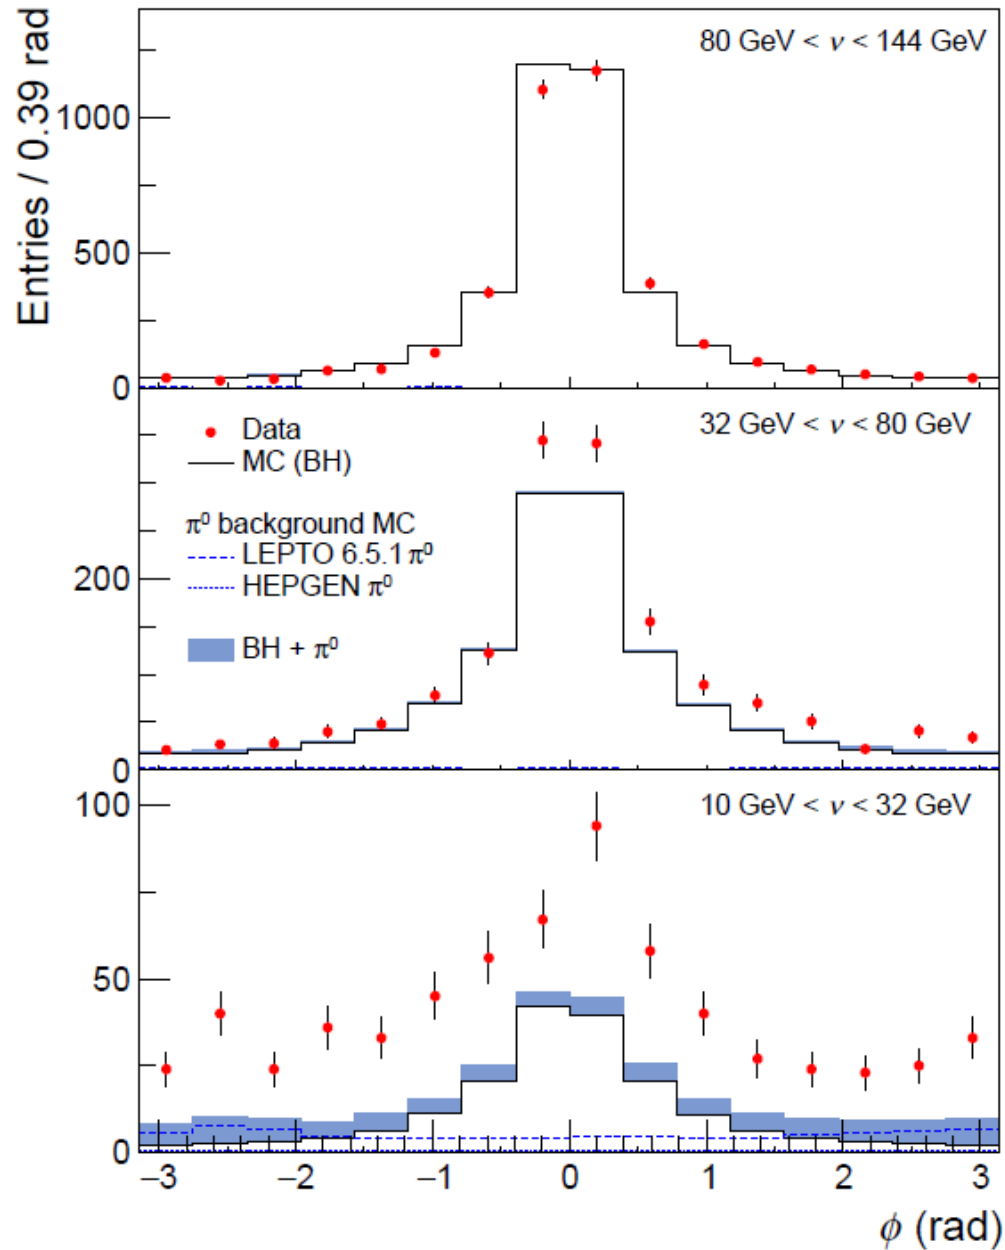 Entries / 0.39 rad
80 GeV < ν < 144 GeV
1000
500
0
32 GeV < ν < 80 GeV
Data
MC (BH)
π⁰ background MC
LEPTO 6.5.1 π⁰
HEPGEN π⁰
BH + π⁰
200
0
10 GeV < ν < 32 GeV
100
50
0
−3 −2 −1 0 1 2 3
ϕ (rad)